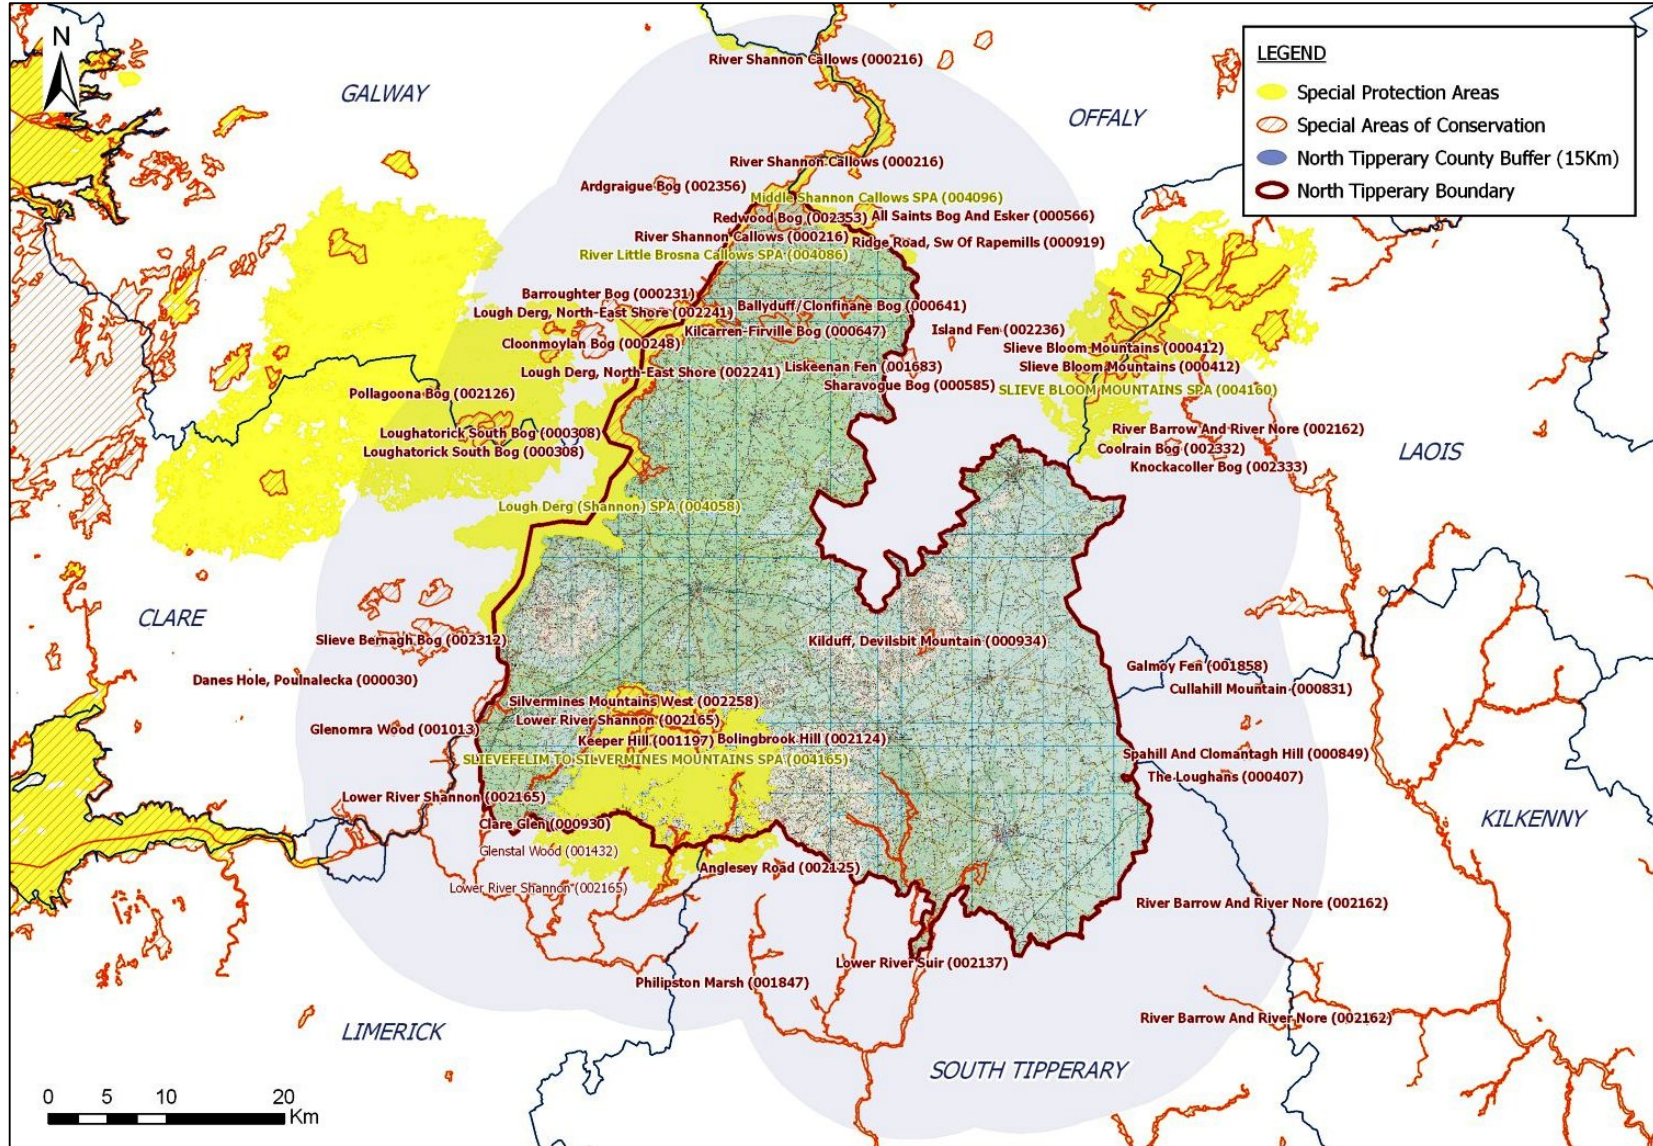 N
LEGEND
Special Protection Areas
Special Areas of Conservation
North Tipperary County Buffer (15Km)
North Tipperary Boundary
River Shannon Callows (000216)
GALWAY
OFFALY
River Shannon Callows (000216)
Ardgraigue Bog (002356)
Middle Shannon Callows SPA (004096)
Redwood Bog (002353)
All Saints Bog And Esker (000566)
River Shannon Callows (000216)
Ridge Road, Sw Of Rapemills (000919)
River Little Brosna Callows SPA (004086)
Barroughter Bog (000231)
Ballyduff/Clonfinane Bog (000641)
Lough Derg, North-East Shore (002241)
Kilcarren-Firville Bog (000647)
Island Fen (002236)
Cloonmoylan Bog (000248)
Slieve Bloom Mountains (000412)
Slieve Bloom Mountains (000412)
Lough Derg, North-East Shore (002241)
Liskeenan Fen (001683)
Sharavogue Bog (000585)
SLIEVE BLOOM MOUNTAINS SPA (004160)
Pollagoona Bog (002126)
River Barrow And River Nore (002162)
Loughatorick South Bog (000308)
Loughatorick South Bog (000308)
Coolrain Bog (002332)
Knockacoller Bog (002333)
LAOIS
Lough Derg (Shannon) SPA (004058)
CLARE
Slieve Bernagh Bog (002312)
Kilduff, Devilsbit Mountain (000934)
Galmoy Fen (001858)
Danes Hole, Poulnalecka (000030)
Cullahill Mountain (000831)
Silvermines Mountains West (002258)
Lower River Shannon (002165)
Glenomra Wood (001013)
Keeper Hill (001197)
Bolingbrook Hill (002124)
SLIEVEFELIM TO SILVERMINES MOUNTAINS SPA (004165)
Spahill And Clomantagh Hill (000849)
The Loughans (000407)
Lower River Shannon (002165)
Clare Glen (000930)
KILKENNY
Glenstal Wood (001432)
Anglesey Road (002125)
Lower River Shannon (002165)
River Barrow And River Nore (002162)
Lower River Suir (002137)
Philipston Marsh (001847)
River Barrow And River Nore (002162)
LIMERICK
SOUTH TIPPERARY
0 5 10 20
Km